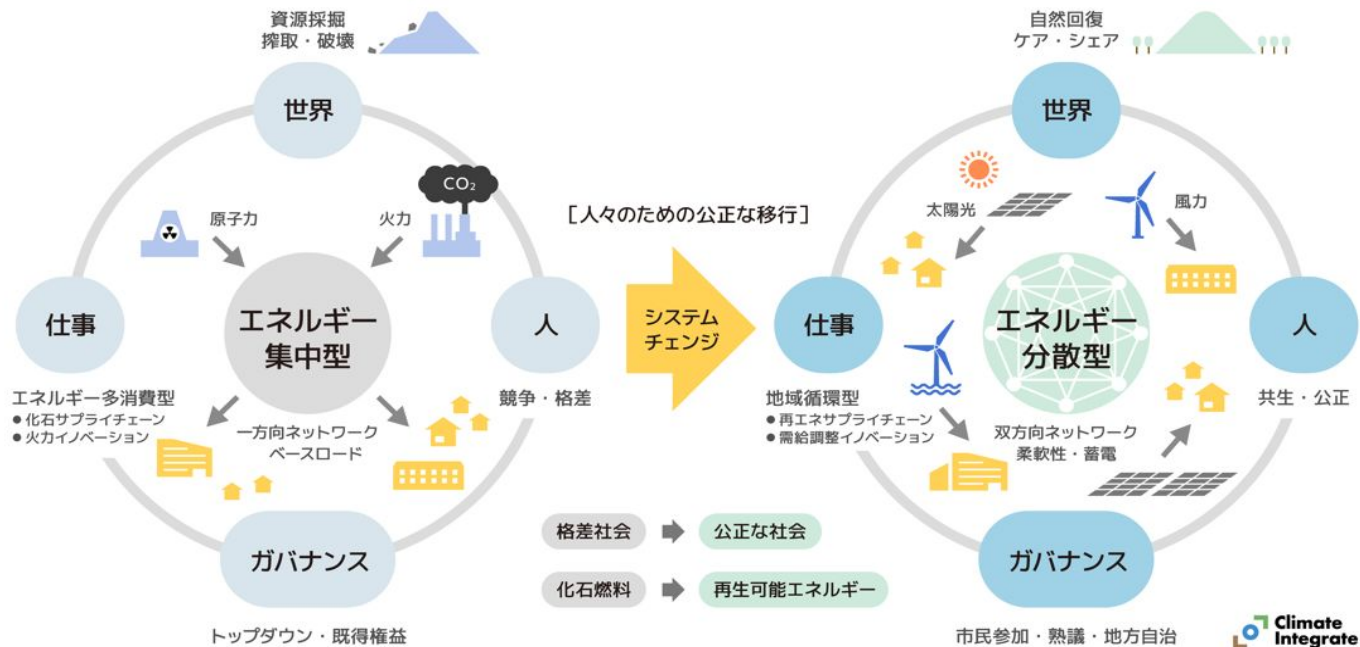 資源採掘
搾取・破壊
世界
原子力
火力
CO₂
エネルギー
集中型
仕事
エネルギー多消費型
● 化石サプライチェーン
● 火力イノベーション
人
競争・格差
一方向ネットワーク
ベースロード
ガバナンス
トップダウン・既得権益
[人々のための公正な移行]
システム
チェンジ
格差社会
公正な社会
化石燃料
再生可能エネルギー
自然回復
ケア・シェア
世界
太陽光
風力
エネルギー
分散型
仕事
地域循環型
● 再エネサプライチェーン
● 需給調整イノベーション
人
共生・公正
双方向ネットワーク
柔軟性・蓄電
ガバナンス
市民参加・熟議・地方自治
Climate
Integrate